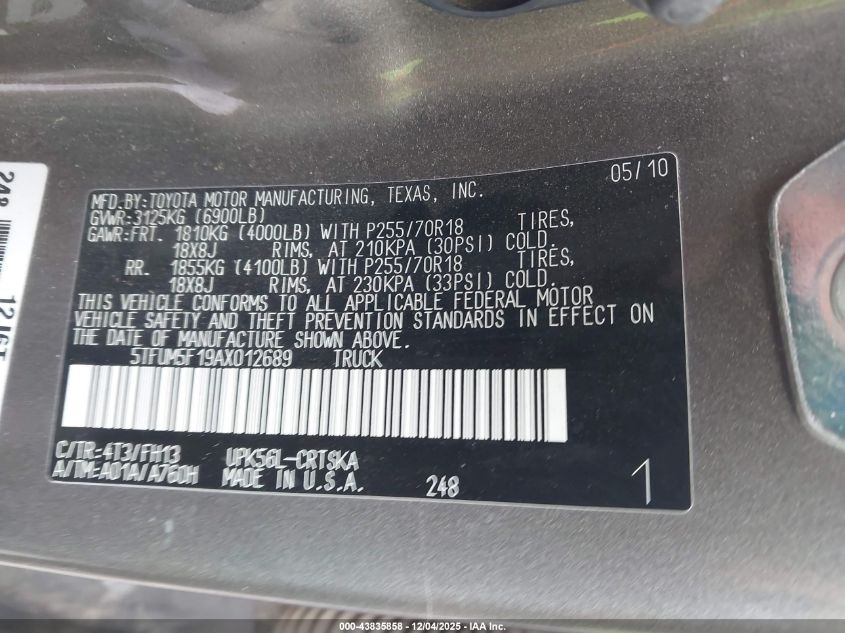 05/10
MFD.BY:TOYOTA MOTOR MANUFACTURING, TEXAS, INC.
GVWR:3125KG (6900LB)
GAWR:FRT. 1810KG (4000LB) WITH P255/70R18 TIRES,
18X8J RIMS, AT 210KPA (30PSI) COLD.
RR. 1855KG (4100LB) WITH P255/70R18 TIRES,
18X8J RIMS, AT 230KPA (33PSI) COLD.
THIS VEHICLE CONFORMS TO ALL APPLICABLE FEDERAL MOTOR
VEHICLE SAFETY AND THEFT PREVENTION STANDARDS IN EFFECT ON
THE DATE OF MANUFACTURE SHOWN ABOVE.
5TFUM5F19AX012689 TRUCK
C/TR:4T3/FH13 UPK56L-CRTSKA
A/TM:A01A/A760H MADE IN U.S.A. 248 1
248
000-43835858 - 12/04/2025 - IAA Inc.